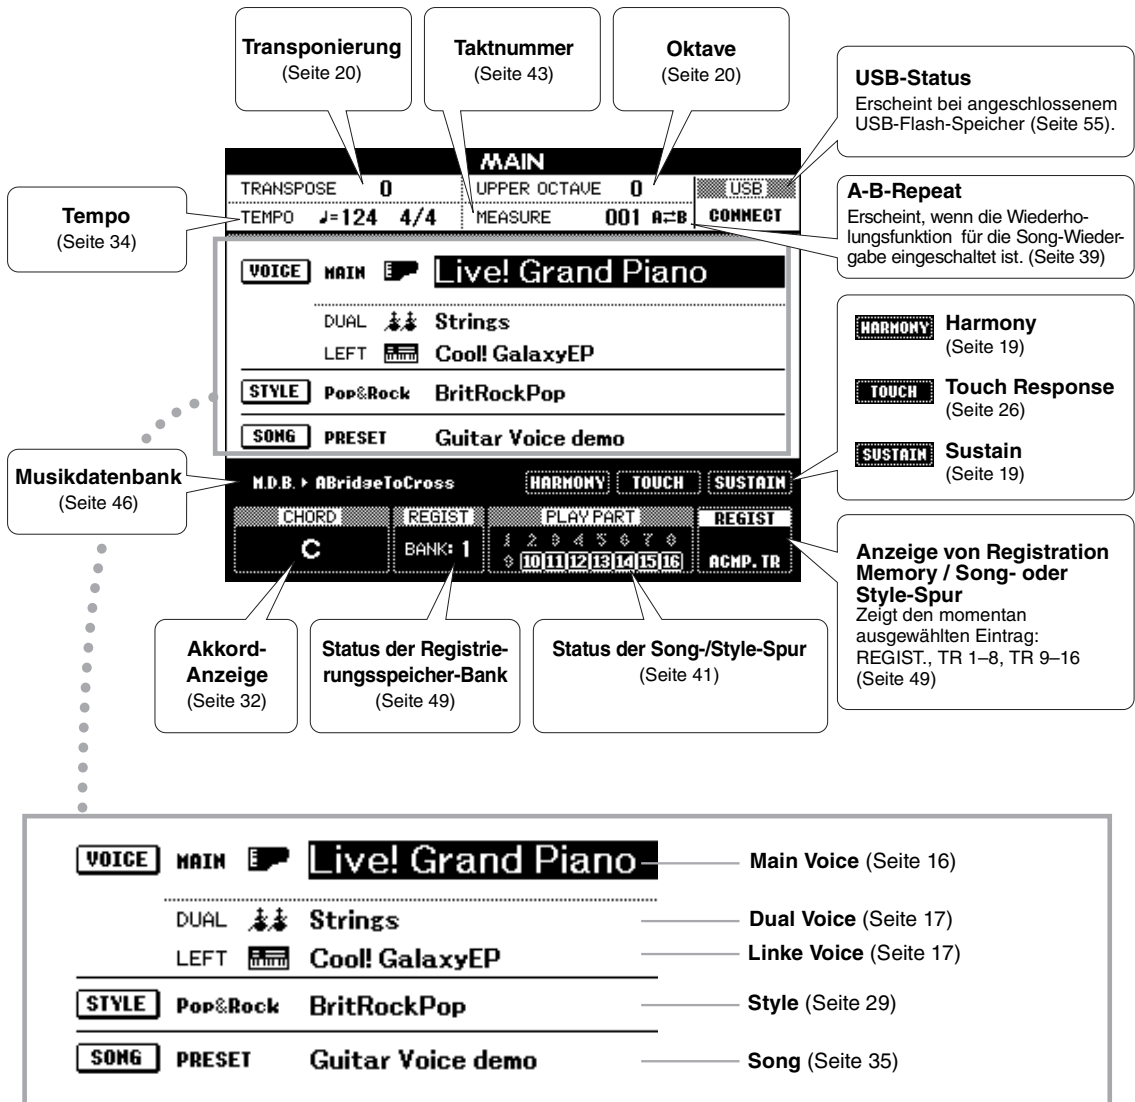 Transponierung
(Seite 20)
Taktnummer
(Seite 43)
Oktave
(Seite 20)
USB-Status
Erscheint bei angeschlossenem
USB-Flash-Speicher (Seite 55).
Tempo
(Seite 34)
A-B-Repeat
Erscheint, wenn die Wiederho-
lungsfunktion für die Song-Wieder-
gabe eingeschaltet ist. (Seite 39)
MAIN
TRANSPOSE 0 UPPER OCTAVE 0 USB
TEMPO ♩=124 4/4 MEASURE 001 A⇄B CONNECT
VOICE MAIN Live! Grand Piano
DUAL Strings
LEFT Cool! GalaxyEP
STYLE Pop&Rock BritRockPop
SONG PRESET Guitar Voice demo
M.D.B. ▸ ABridgeToCross HARMONY TOUCH SUSTAIN
CHORD REGIST PLAY PART REGIST
C BANK: 1 1 2 3 4 5 6 7 8
9 10 11 12 13 14 15 16 ACMP.TR
HARMONY Harmony
(Seite 19)
TOUCH Touch Response
(Seite 26)
SUSTAIN Sustain
(Seite 19)
Musikdatenbank
(Seite 46)
Anzeige von Registration
Memory / Song- oder
Style-Spur
Zeigt den momentan
ausgewählten Eintrag:
REGIST., TR 1–8, TR 9–16
(Seite 49)
Akkord-
Anzeige
(Seite 32)
Status der Registrie-
rungsspeicher-Bank
(Seite 49)
Status der Song-/Style-Spur
(Seite 41)
VOICE MAIN Live! Grand Piano Main Voice (Seite 16)
DUAL Strings Dual Voice (Seite 17)
LEFT Cool! GalaxyEP Linke Voice (Seite 17)
STYLE Pop&Rock BritRockPop Style (Seite 29)
SONG PRESET Guitar Voice demo Song (Seite 35)